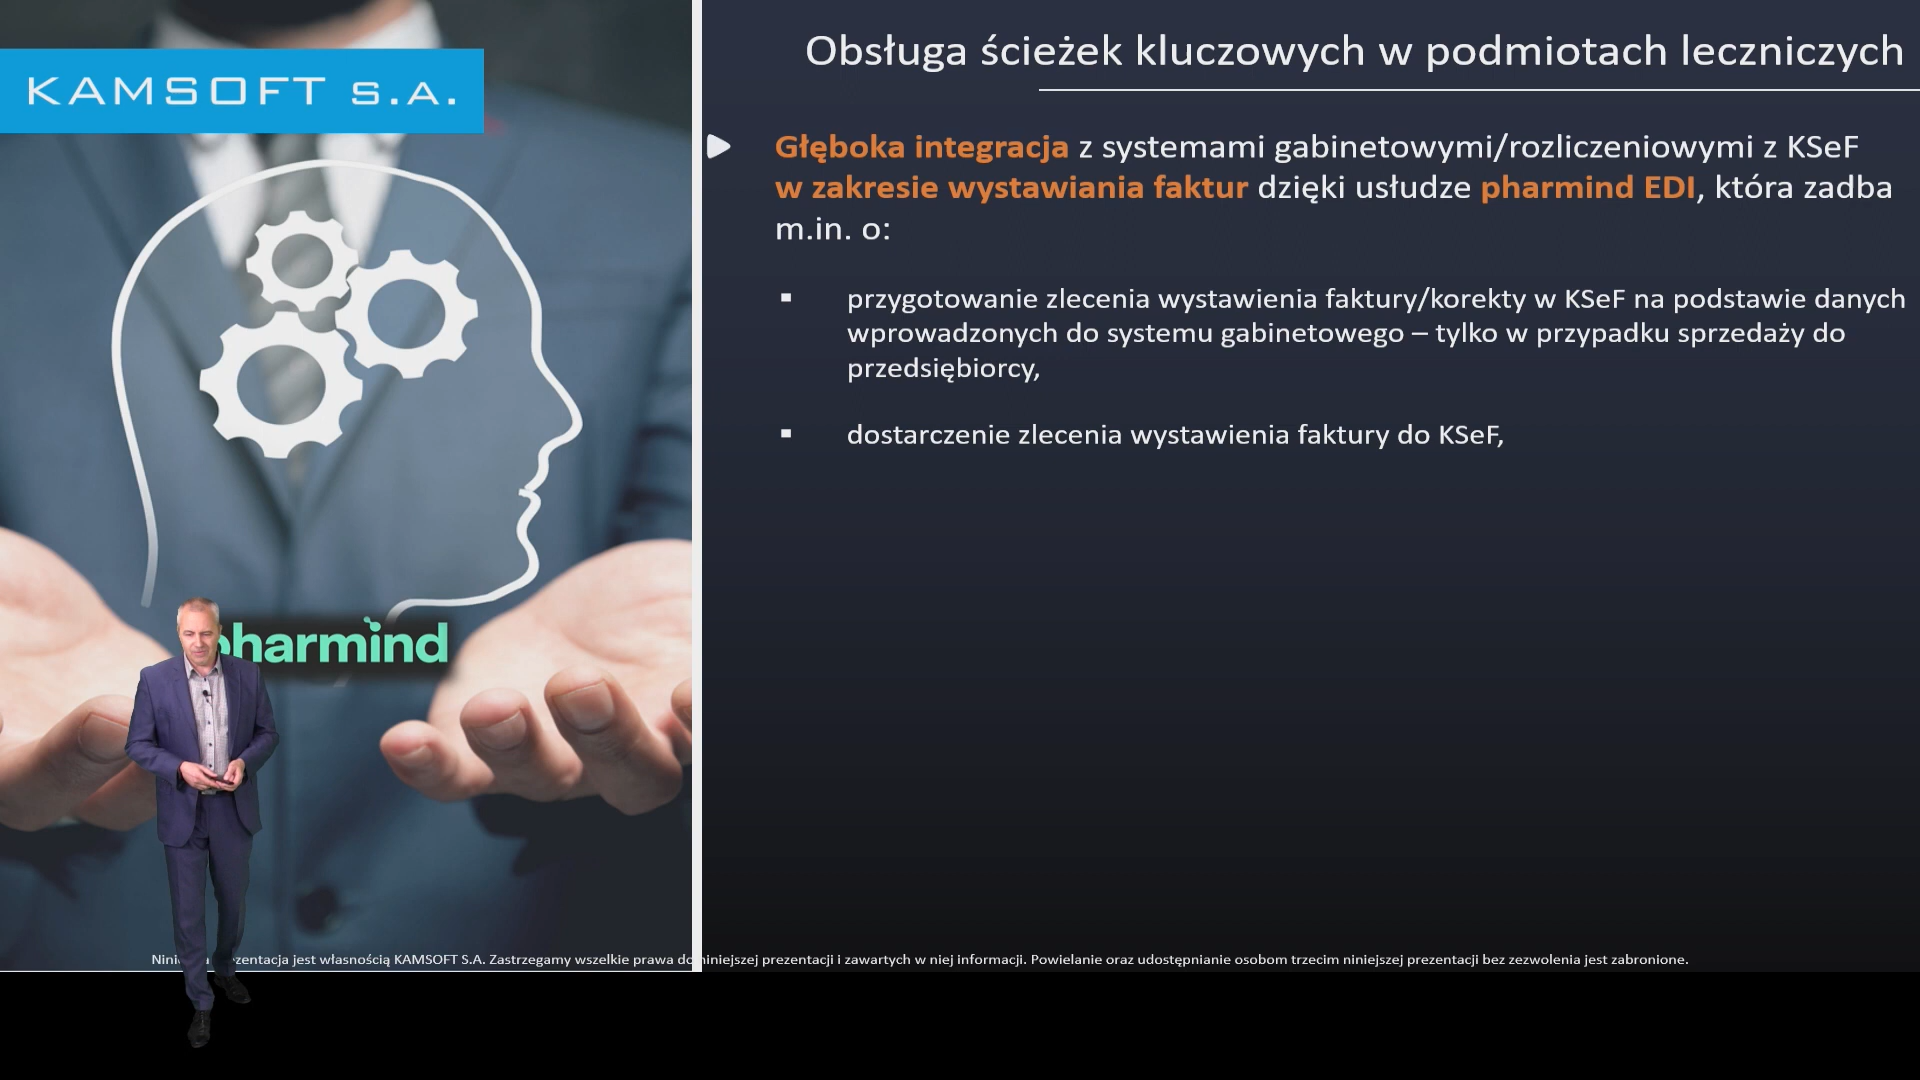 KAMSOFT S.A.
Obsługa ścieżek kluczowych w podmiotach leczniczych
Głęboka integracja z systemami gabinetowymi/rozliczeniowymi z KSeF
w zakresie wystawiania faktur dzięki usłudze pharmind EDI, która zadba
m.in. o:
▪ przygotowanie zlecenia wystawienia faktury/korekty w KSeF na podstawie danych
wprowadzonych do systemu gabinetowego – tylko w przypadku sprzedaży do
przedsiębiorcy,
▪ dostarczenie zlecenia wystawienia faktury do KSeF,
pharmind
jest własnością KAMSOFT S.A. Zastrzegamy wszelkie prawa do niniejszej prezentacji i zawartych w niej informacji. Powielanie oraz udostępnianie osobom trzecim niniejszej prezentacji bez zezwolenia jest zabronione.